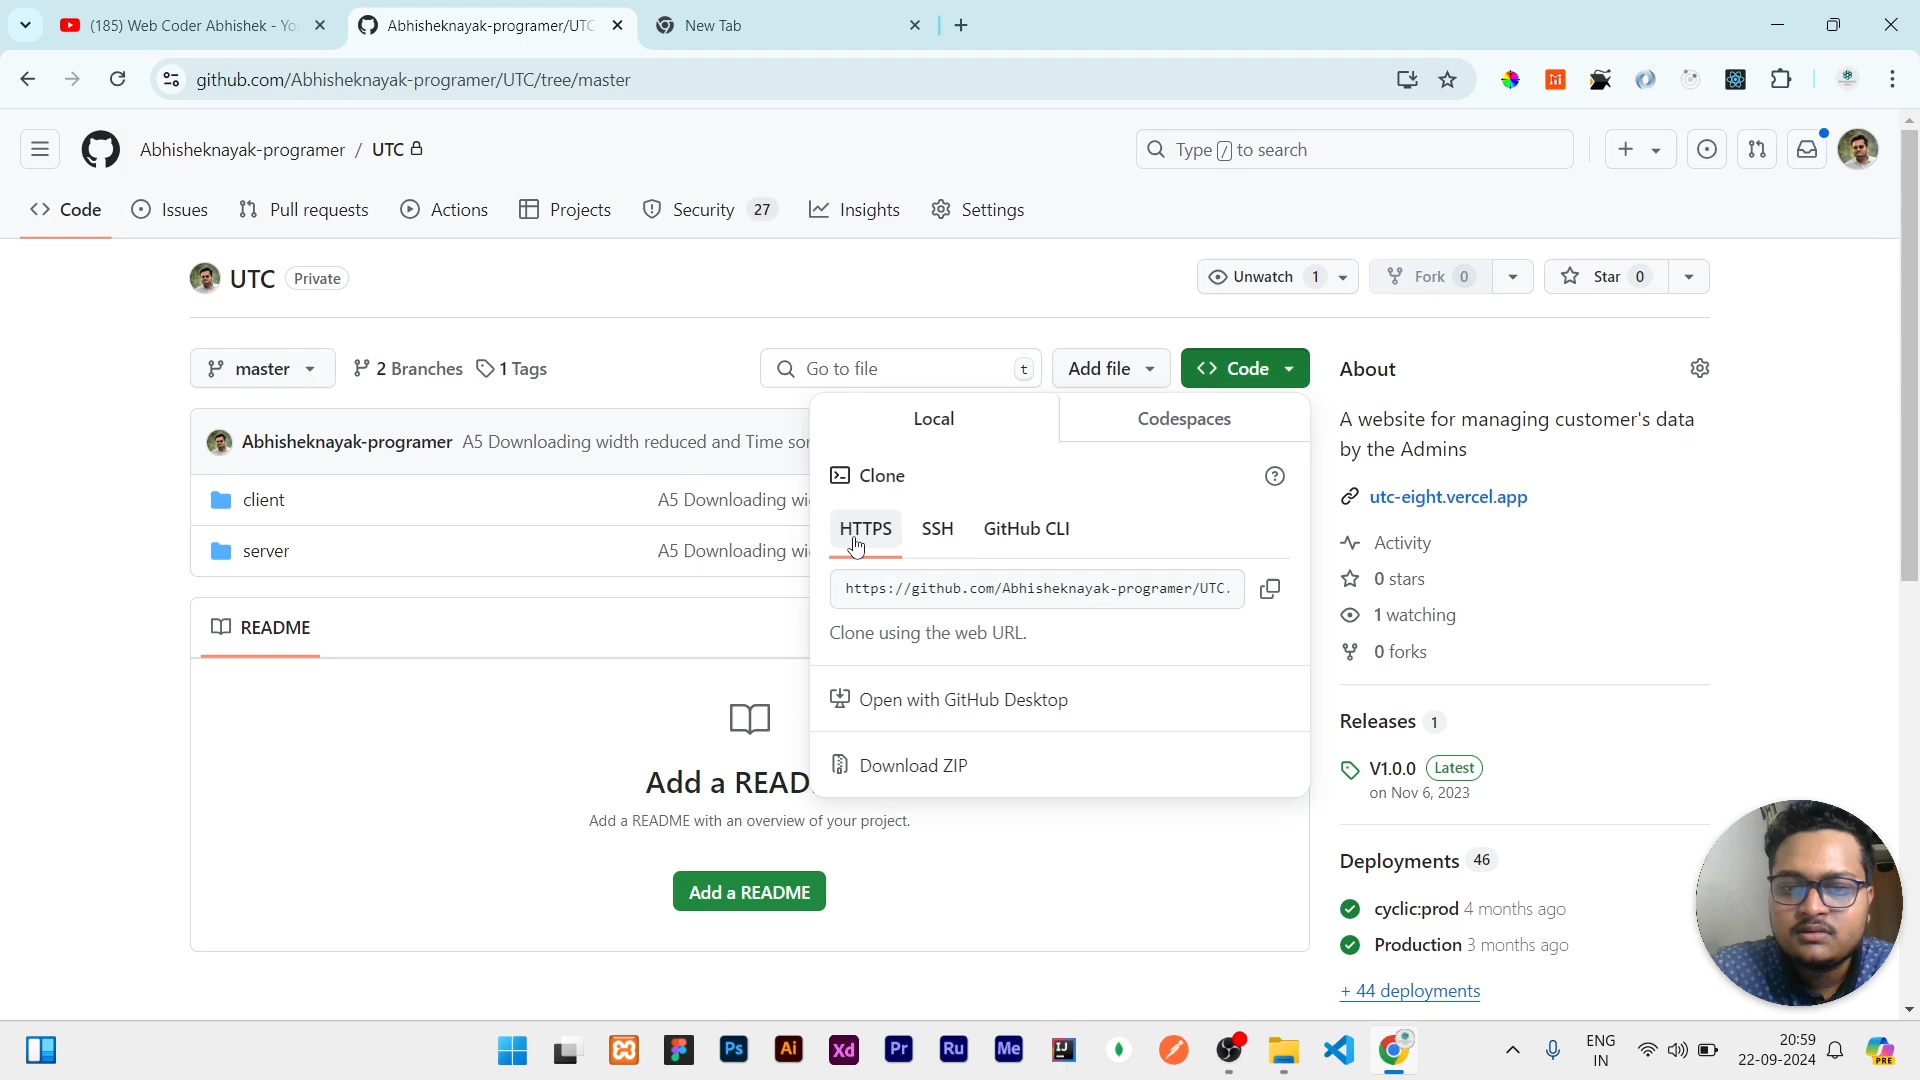 (185) Web Coder Abhishek - Yo
Abhisheknayak-programer/UTC
New Tab
github.com/Abhisheknayak-programer/UTC/tree/master
Abhisheknayak-programer / UTC
Type / to search
Code
Issues
Pull requests
Actions
Projects
Security 27
Insights
Settings
UTC Private
Unwatch 1
Fork 0
Star 0
master
2 Branches
1 Tags
Go to file t
Add file
Code
About
A website for managing customer's data
by the Admins
utc-eight.vercel.app
Activity
0 stars
1 watching
0 forks
Abhisheknayak-programer A5 Downloading width reduced and Time sor
client A5 Downloading wi
server A5 Downloading wi
Local
Codespaces
Clone
HTTPS SSH GitHub CLI
https://github.com/Abhisheknayak-programer/UTC.
Clone using the web URL.
Open with GitHub Desktop
Download ZIP
README
Add a READ
Add a README with an overview of your project.
Add a README
Releases 1
V1.0.0 Latest
on Nov 6, 2023
Deployments 46
cyclic:prod 4 months ago
Production 3 months ago
+ 44 deployments
Ps Ai Xd Pr Ru Me IJ
ENG
IN
20:59
22-09-2024
PRE